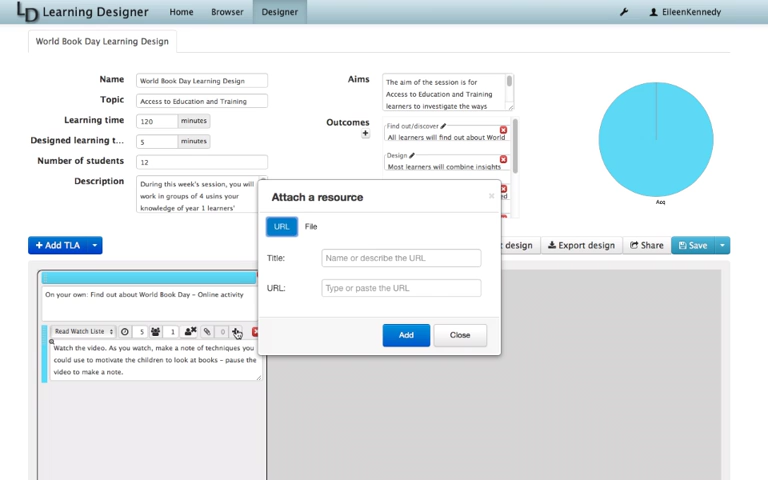 LD Learning Designer Home Browser Designer EileenKennedy
World Book Day Learning Design
Name World Book Day Learning Design
Topic Access to Education and Training
Learning time 120 minutes
Designed learning t... 5 minutes
Number of students 12
Description During this week's session, you will
work in groups of 4 using your
knowledge of year 1 learners'
Aims The aim of the session is for
Access to Education and Training
learners to investigate the ways
Outcomes
+
Find out/discover
All learners will find out about World
Design
Most learners will combine insights
Acq
Attach a resource ×
URL File
Title: Name or describe the URL
URL: Type or paste the URL
Add Close
+ Add TLA
design Export design Share Save
On your own: Find out about World Book Day - Online activity
Read Watch Liste 5 1 0
Watch the video. As you watch, make a note of techniques you
could use to motivate the children to look at books - pause the
video to make a note.